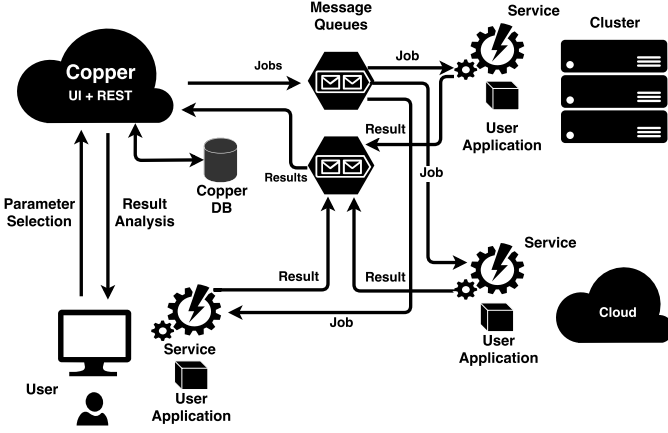 Message
Queues
Service
Cluster
Copper
UI + REST
Jobs
Job
User
Application
Result
Results
Job
Copper
DB
Parameter
Selection
Result
Analysis
Service
Result
Result
Job
Cloud
User
Application
Service
User
User
Application